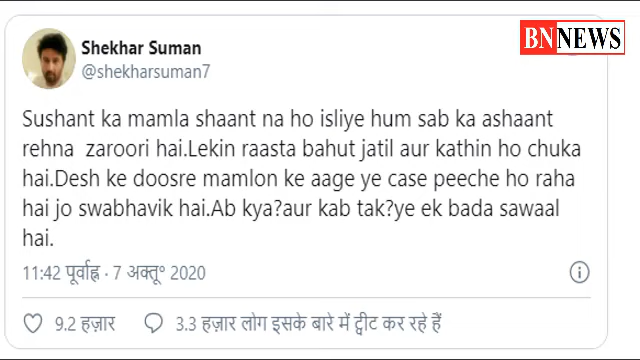 BNNEWS
Shekhar Suman
@shekharsuman7
Sushant ka mamla shaant na ho isliye hum sab ka ashaant
rehna zaroori hai.Lekin raasta bahut jatil aur kathin ho chuka
hai.Desh ke doosre mamlon ke aage ye case peeche ho raha
hai jo swabhavik hai.Ab kya?aur kab tak?ye ek bada sawaal
hai.
11:42 पूर्वाह्न · 7 अक्तू॰ 2020
9.2 हज़ार 3.3 हज़ार लोग इसके बारे में ट्वीट कर रहे हैं